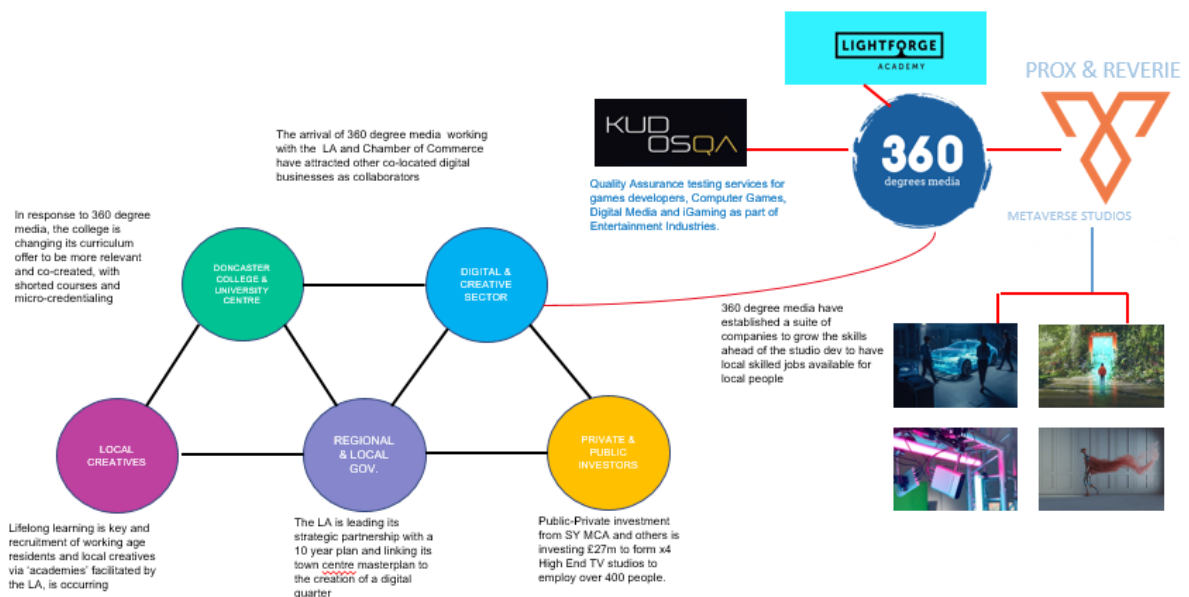 LIGHTFORGE
ACADEMY
PROX & REVERIE
KUD
OSQA
360
degrees media
METAVERSE STUDIOS
The arrival of 360 degree media working
with the LA and Chamber of Commerce
have attracted other co-located digital
businesses as collaborators
Quality Assurance testing services for
games developers, Computer Games,
Digital Media and iGaming as part of
Entertainment Industries.
In response to 360 degree
media, the college is
changing its curriculum
offer to be more relevant
and co-created, with
shorted courses and
micro-credentialing
DONCASTER
COLLEGE &
UNIVERSITY
CENTRE
DIGITAL &
CREATIVE
SECTOR
360 degree media have
established a suite of
companies to grow the skills
ahead of the studio dev to have
local skilled jobs available for
local people
LOCAL
CREATIVES
REGIONAL
& LOCAL
GOV.
PRIVATE &
PUBLIC
INVESTORS
Lifelong learning is key and
recruitment of working age
residents and local creatives
via ‘academies’ facilitated by
the LA, is occurring
The LA is leading its
strategic partnership with a
10 year plan and linking its
town centre masterplan to
the creation of a digital
quarter
Public-Private investment
from SY MCA and others is
investing £27m to form x4
High End TV studios to
employ over 400 people.